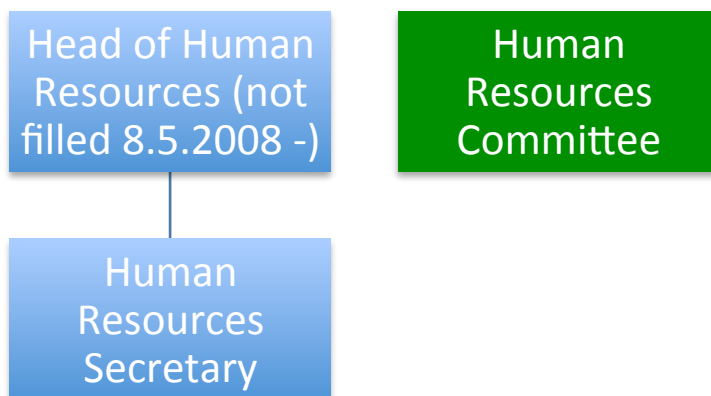 Head of Human
Resources (not
filled 8.5.2008 -)
Human
Resources
Committee
Human
Resources
Secretary